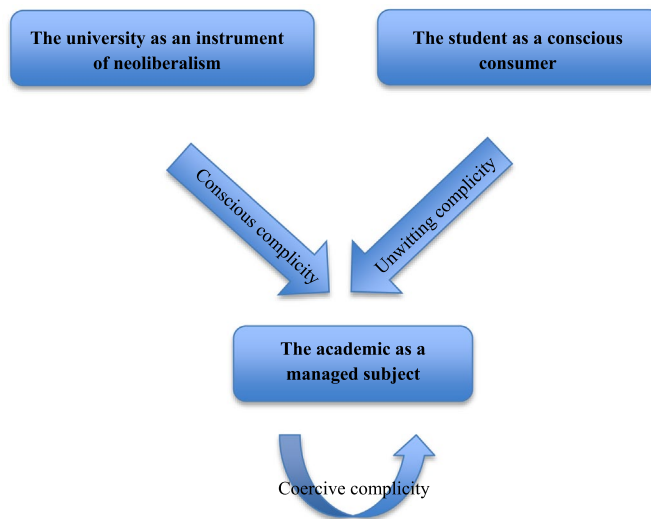 The university as an instrument
of neoliberalism
The student as a conscious
consumer
Conscious complicity
Unwitting complicity
The academic as a
managed subject
Coercive complicity